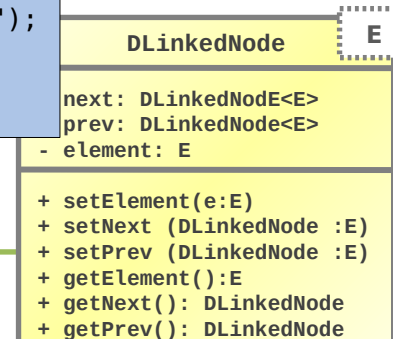 ");
DLinkedNode
E
next: DLinkedNodE<E>
prev: DLinkedNode<E>
- element: E
+ setElement(e:E)
+ setNext (DLinkedNode :E)
+ setPrev (DLinkedNode :E)
+ getElement():E
+ getNext(): DLinkedNode
+ getPrev(): DLinkedNode